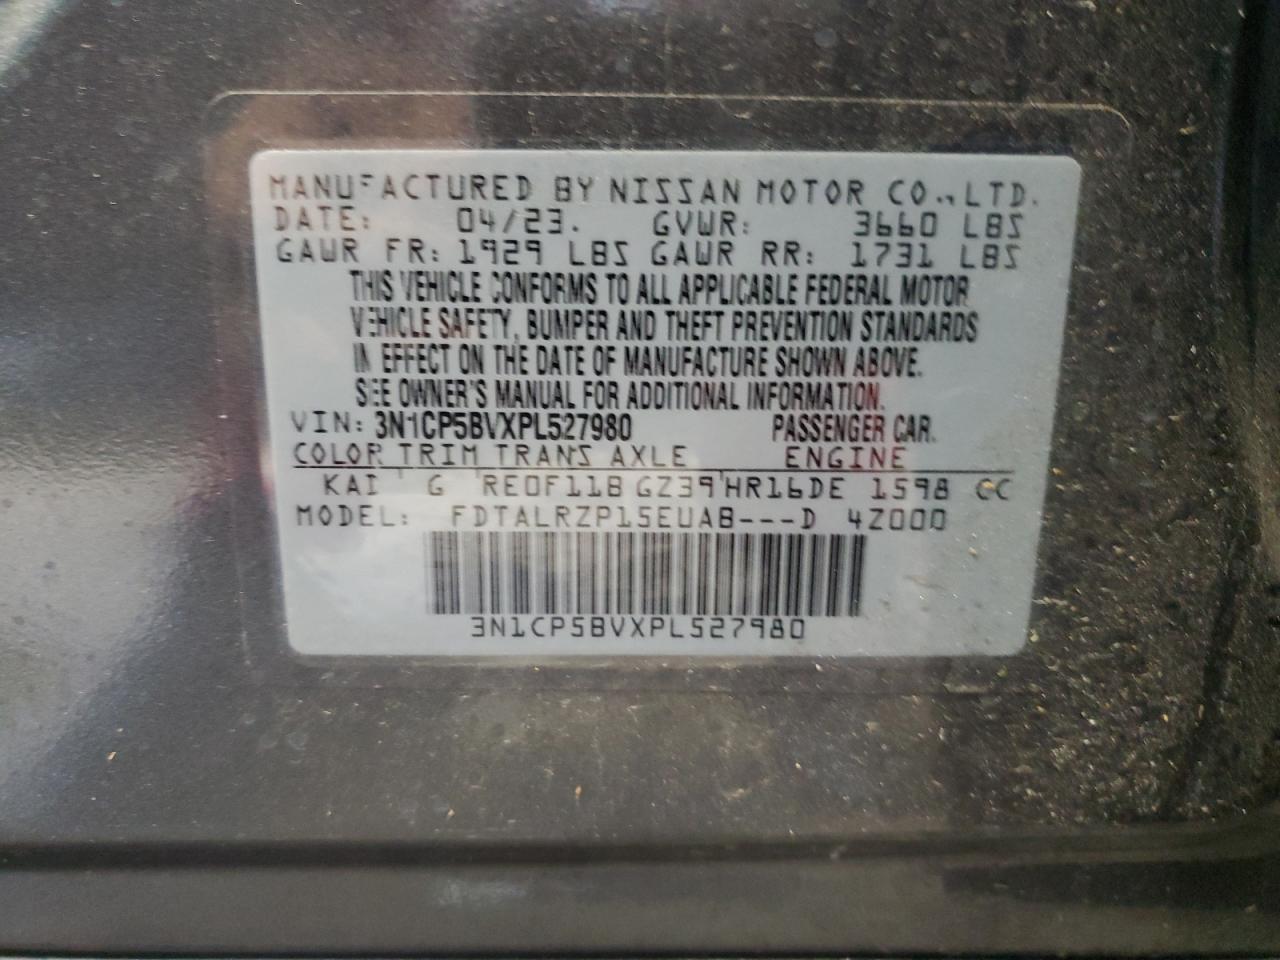 MANUFACTURED BY NISSAN MOTOR CO.,LTD.
DATE: 04/23. GVWR: 3660 LBS
GAWR FR: 1929 LBS GAWR RR: 1731 LBS
THIS VEHICLE CONFORMS TO ALL APPLICABLE FEDERAL MOTOR
VEHICLE SAFETY, BUMPER AND THEFT PREVENTION STANDARDS
IN EFFECT ON THE DATE OF MANUFACTURE SHOWN ABOVE.
SEE OWNER'S MANUAL FOR ADDITIONAL INFORMATION.
VIN: 3N1CP5BVXPL527980 PASSENGER CAR.
COLOR TRIM TRANS AXLE ENGINE
KAD G RE0F11B GZ39 HR16DE 1598 CC
MODEL: FDTALRZP15EUAB---D 4Z000
3N1CP5BVXPL527980